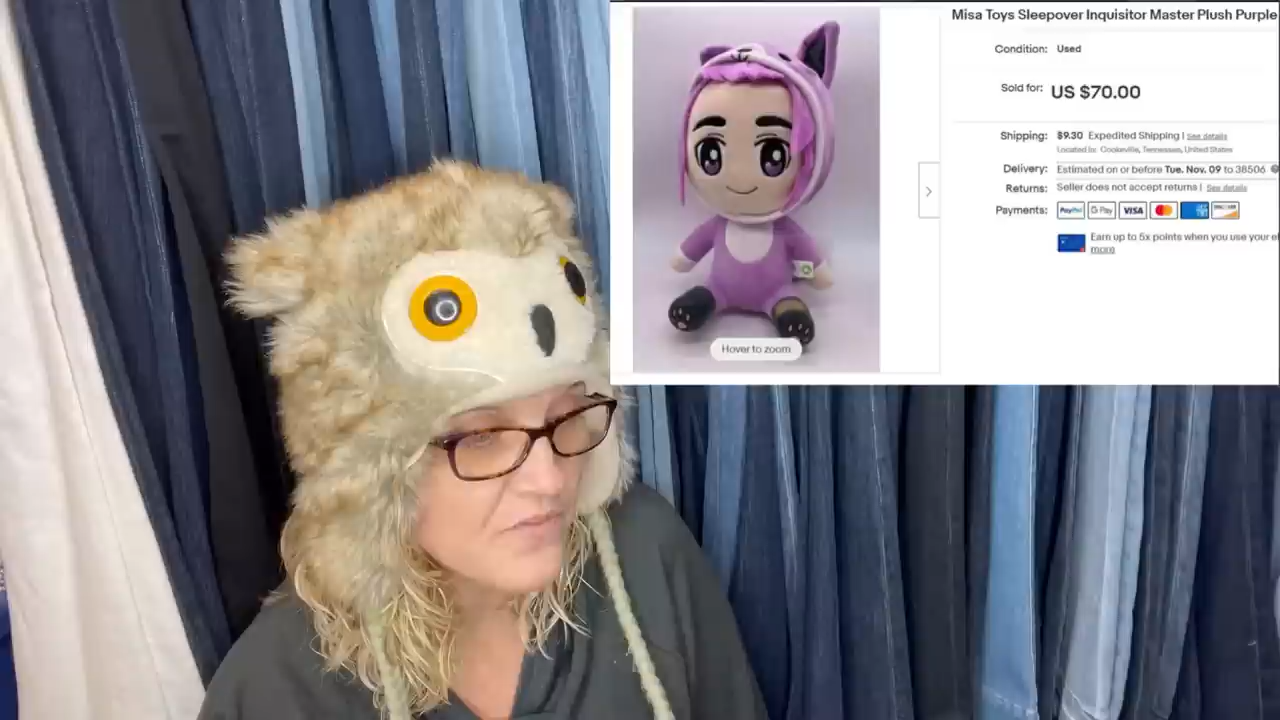 Misa Toys Sleepover Inquisitor Master Plush Purple
Condition: Used
Sold for: US $70.00
Shipping: $9.30 Expedited Shipping | See details
Located in: Cookeville, Tennessee, United States
Delivery: Estimated on or before Tue. Nov. 09 to 38506
Returns: Seller does not accept returns | See details
Payments: PayPal G Pay VISA
Earn up to 5x points when you use your e
more
Hover to zoom